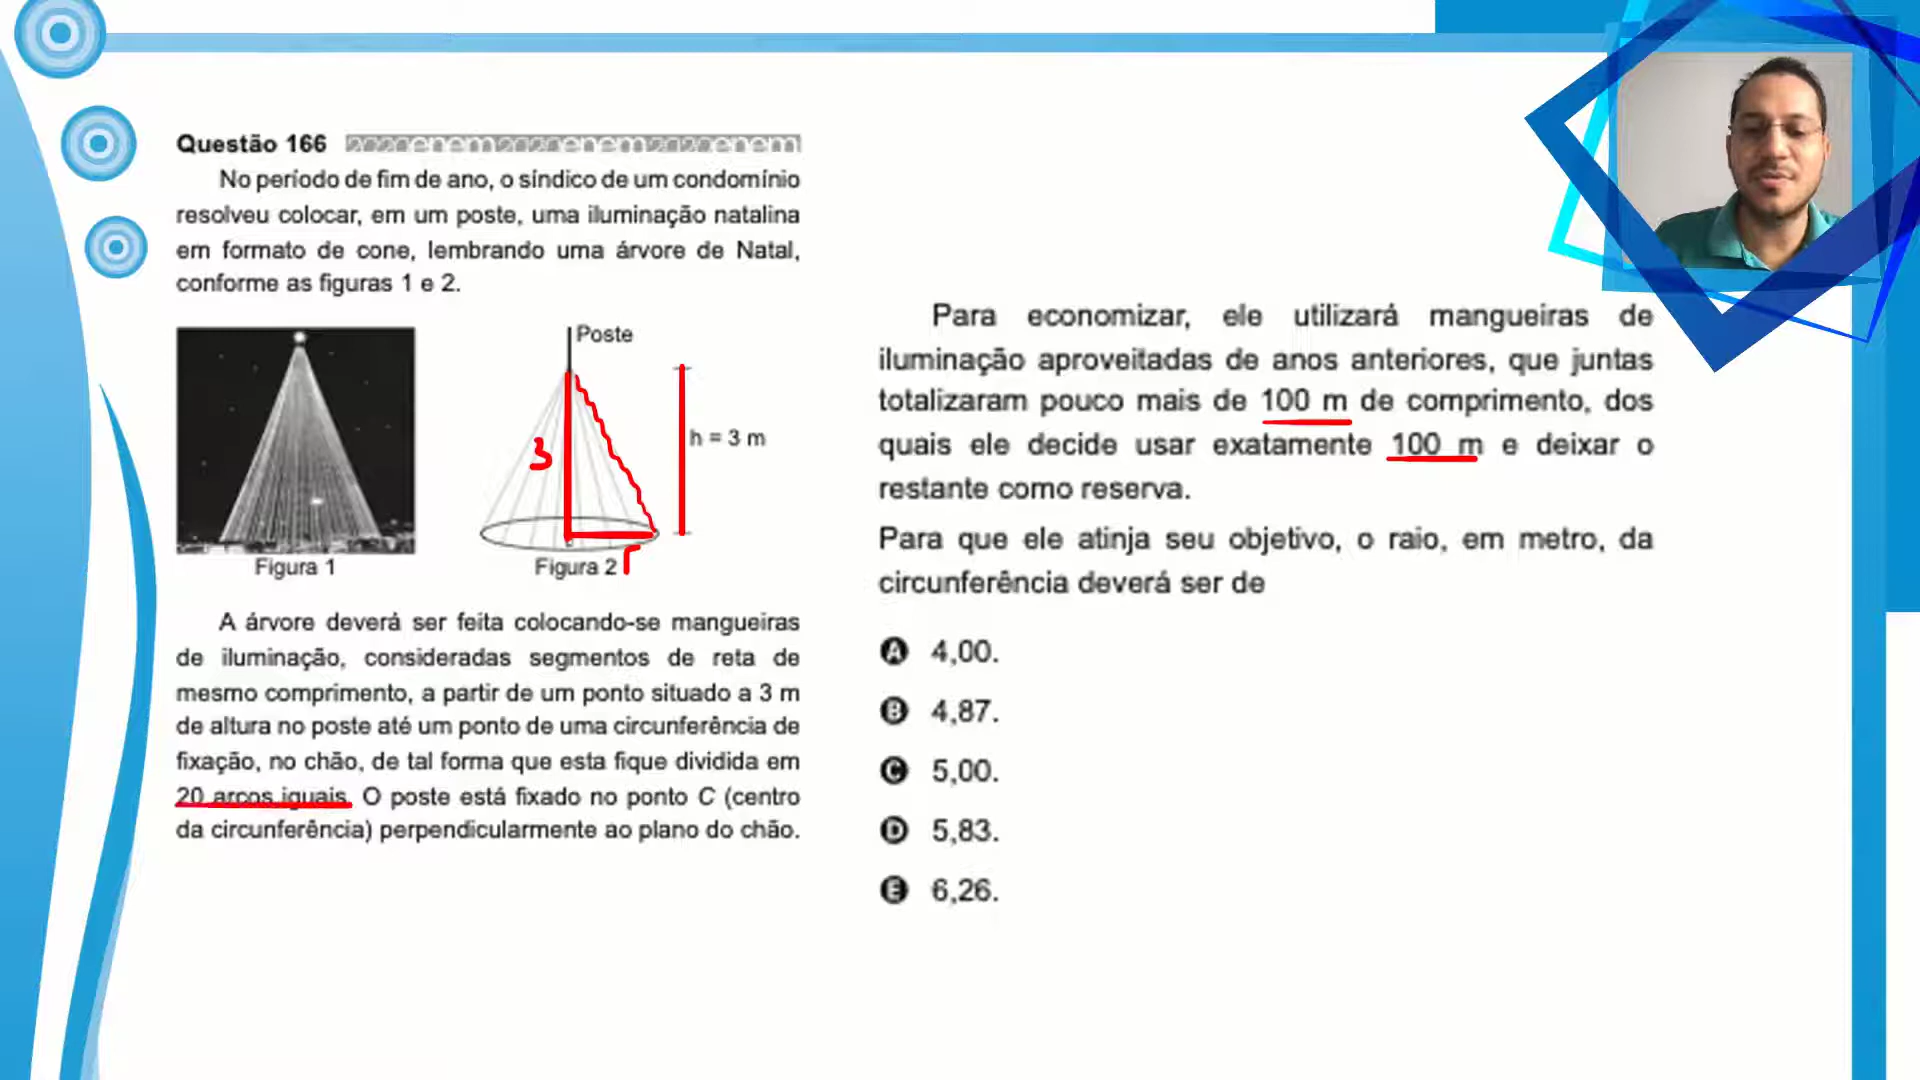 Questão 166 2020enem2020enem2020enem
No período de fim de ano, o síndico de um condomínio
resolveu colocar, em um poste, uma iluminação natalina
em formato de cone, lembrando uma árvore de Natal,
conforme as figuras 1 e 2.
Poste
3
h = 3 m
r
Figura 1
Figura 2
A árvore deverá ser feita colocando-se mangueiras
de iluminação, consideradas segmentos de reta de
mesmo comprimento, a partir de um ponto situado a 3 m
de altura no poste até um ponto de uma circunferência de
fixação, no chão, de tal forma que esta fique dividida em
20 arcos iguais. O poste está fixado no ponto C (centro
da circunferência) perpendicularmente ao plano do chão.
Para economizar, ele utilizará mangueiras de
iluminação aproveitadas de anos anteriores, que juntas
totalizaram pouco mais de 100 m de comprimento, dos
quais ele decide usar exatamente 100 m e deixar o
restante como reserva.
Para que ele atinja seu objetivo, o raio, em metro, da
circunferência deverá ser de
A 4,00.
B 4,87.
C 5,00.
D 5,83.
E 6,26.